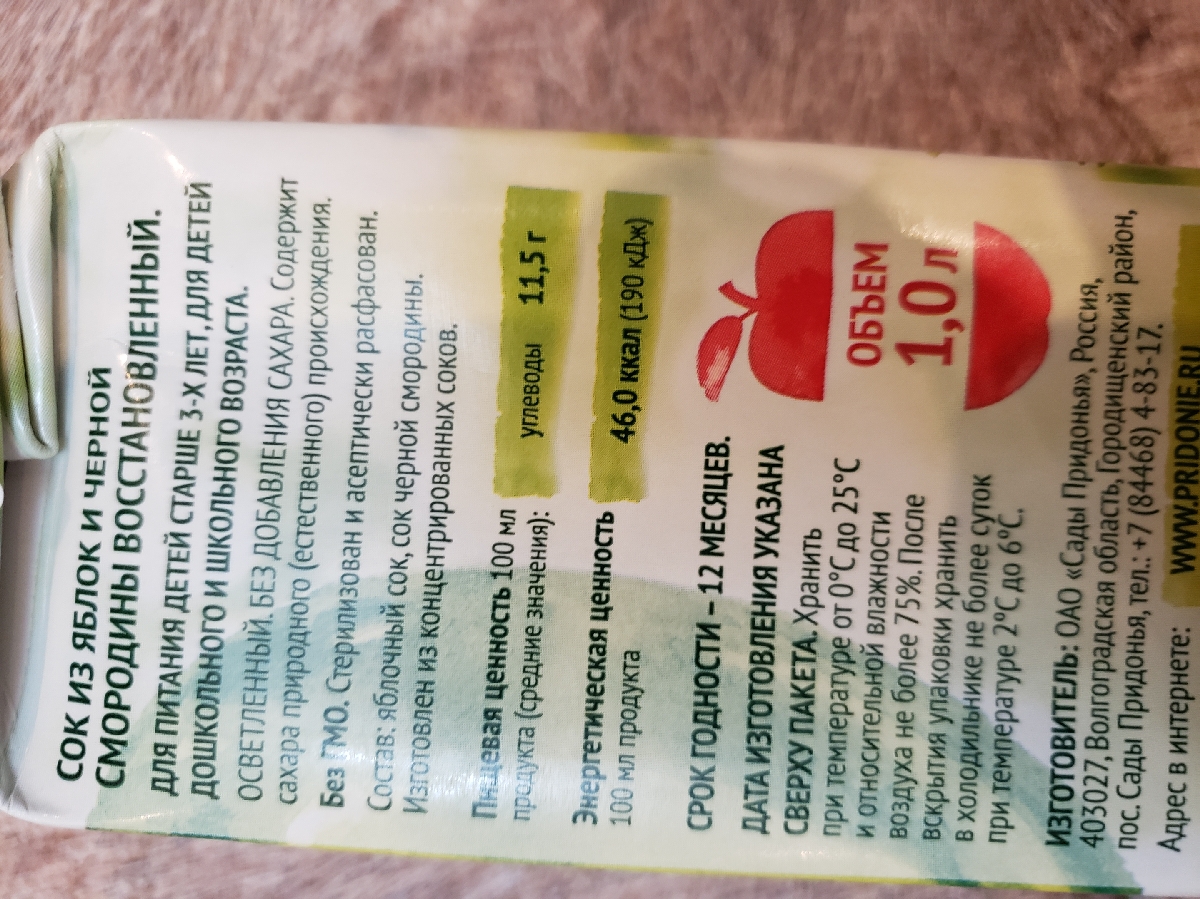 СОК ИЗ ЯБЛОК И ЧЕРНОЙ
СМОРОДИНЫ ВОССТАНОВЛЕННЫЙ.
ДЛЯ ПИТАНИЯ ДЕТЕЙ СТАРШЕ 3-Х ЛЕТ, ДЛЯ ДЕТЕЙ
ДОШКОЛЬНОГО И ШКОЛЬНОГО ВОЗРАСТА.
ОСВЕТЛЕННЫЙ. БЕЗ ДОБАВЛЕНИЯ САХАРА. Содержит
сахара природного (естественного) происхождения.
Без ГМО. Стерилизован и асептически расфасован.
Состав: яблочный сок, сок черной смородины.
Изготовлен из концентрированных соков.
Пищевая ценность 100 мл
продукта (средние значения):
углеводы 11,5 г
Энергетическая ценность
100 мл продукта
46,0 ккал (190 кДж)
СРОК ГОДНОСТИ – 12 МЕСЯЦЕВ.
ДАТА ИЗГОТОВЛЕНИЯ УКАЗАНА
СВЕРХУ ПАКЕТА. Хранить
при температуре от 0°С до 25°С
и относительной влажности
воздуха не более 75%. После
вскрытия упаковки хранить
в холодильнике не более суток
при температуре 2°С до 6°С.
ОБЪЕМ
1,0 л
ИЗГОТОВИТЕЛЬ: ОАО «Сады Придонья», Россия,
403027, Волгоградская область, Городищенский район,
пос. Сады Придонья, тел.: +7 (84468) 4-83-17.
Адрес в интернете: WWW.PRIDONIE.RU